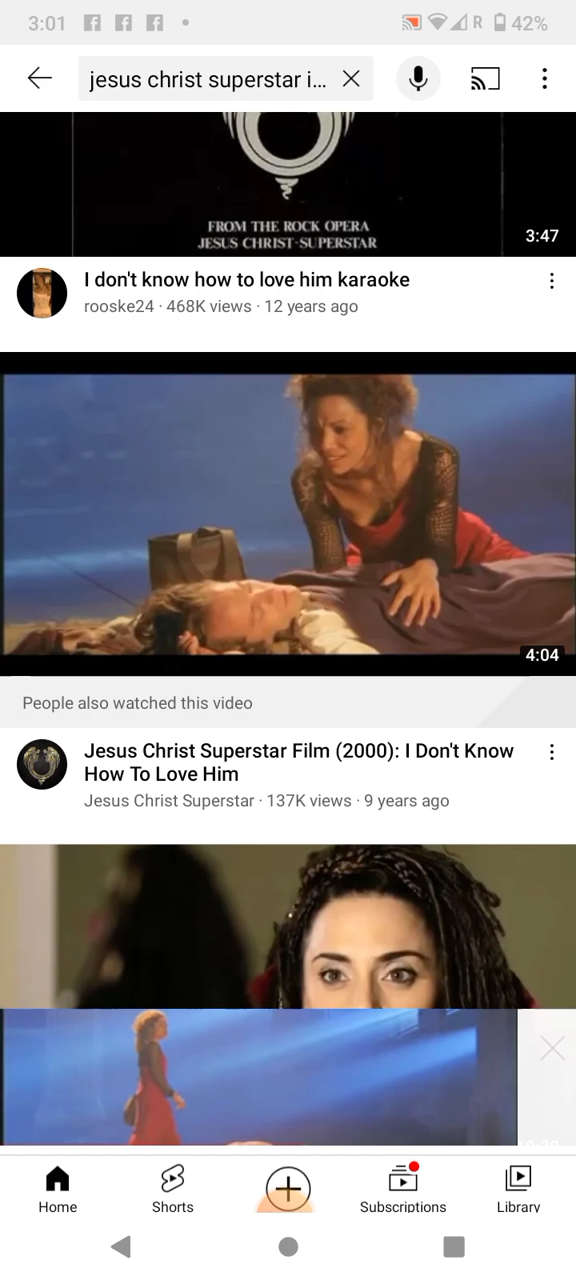 3:01
R
42%
jesus christ superstar i...
FROM THE ROCK OPERA
JESUS CHRIST·SUPERSTAR
3:47
I don't know how to love him karaoke
rooske24 · 468K views · 12 years ago
4:04
People also watched this video
Jesus Christ Superstar Film (2000): I Don't Know
How To Love Him
Jesus Christ Superstar · 137K views · 9 years ago
Home
Shorts
Subscriptions
Library